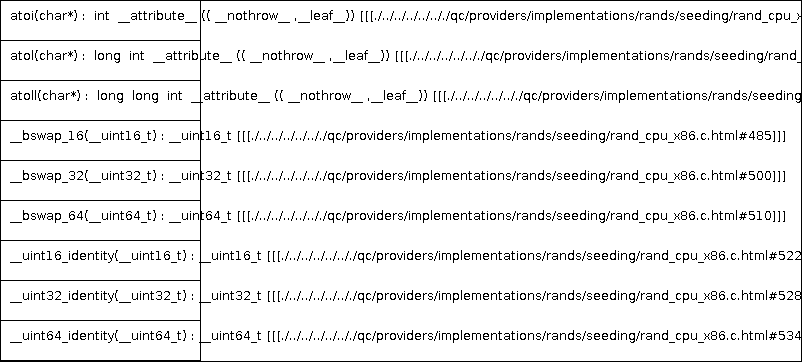 atoi(char*) : int __attribute__ (( __nothrow__ ,__leaf__)) [[[./../../../../../qc/providers/implementations/rands/seeding/rand_cpu_x
atol(char*) : long int __attribute__ (( __nothrow__ ,__leaf__)) [[[./../../../../../qc/providers/implementations/rands/seeding/rand_
atoll(char*) : long long int __attribute__ (( __nothrow__ ,__leaf__)) [[[./../../../../../qc/providers/implementations/rands/seeding
__bswap_16(__uint16_t) : __uint16_t [[[./../../../../../qc/providers/implementations/rands/seeding/rand_cpu_x86.c.html#485]]]
__bswap_32(__uint32_t) : __uint32_t [[[./../../../../../qc/providers/implementations/rands/seeding/rand_cpu_x86.c.html#500]]]
__bswap_64(__uint64_t) : __uint64_t [[[./../../../../../qc/providers/implementations/rands/seeding/rand_cpu_x86.c.html#510]]]
__uint16_identity(__uint16_t) : __uint16_t [[[./../../../../../qc/providers/implementations/rands/seeding/rand_cpu_x86.c.html#522
__uint32_identity(__uint32_t) : __uint32_t [[[./../../../../../qc/providers/implementations/rands/seeding/rand_cpu_x86.c.html#528
__uint64_identity(__uint64_t) : __uint64_t [[[./../../../../../qc/providers/implementations/rands/seeding/rand_cpu_x86.c.html#534